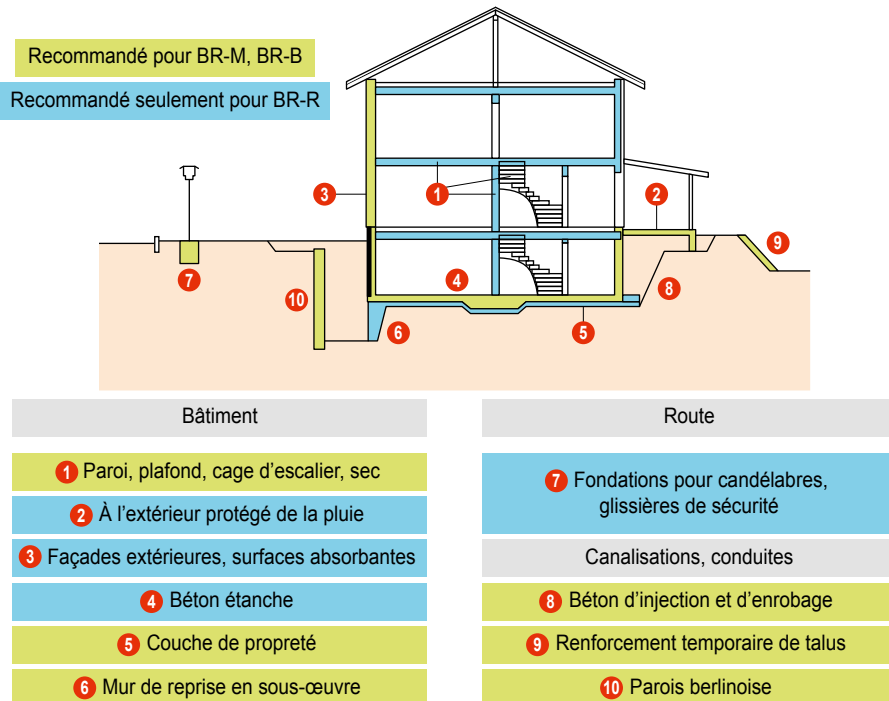 Recommandé pour BR-M, BR-B
Recommandé seulement pour BR-R
3
1
2
9
7
10
4
8
6
5
Bâtiment
1 Paroi, plafond, cage d'escalier, sec
2 À l'extérieur protégé de la pluie
3 Façades extérieures, surfaces absorbantes
4 Béton étanche
5 Couche de propreté
6 Mur de reprise en sous-œuvre
Route
7 Fondations pour candélabres,
glissières de sécurité
Canalisations, conduites
8 Béton d'injection et d'enrobage
9 Renforcement temporaire de talus
10 Parois berlinoise